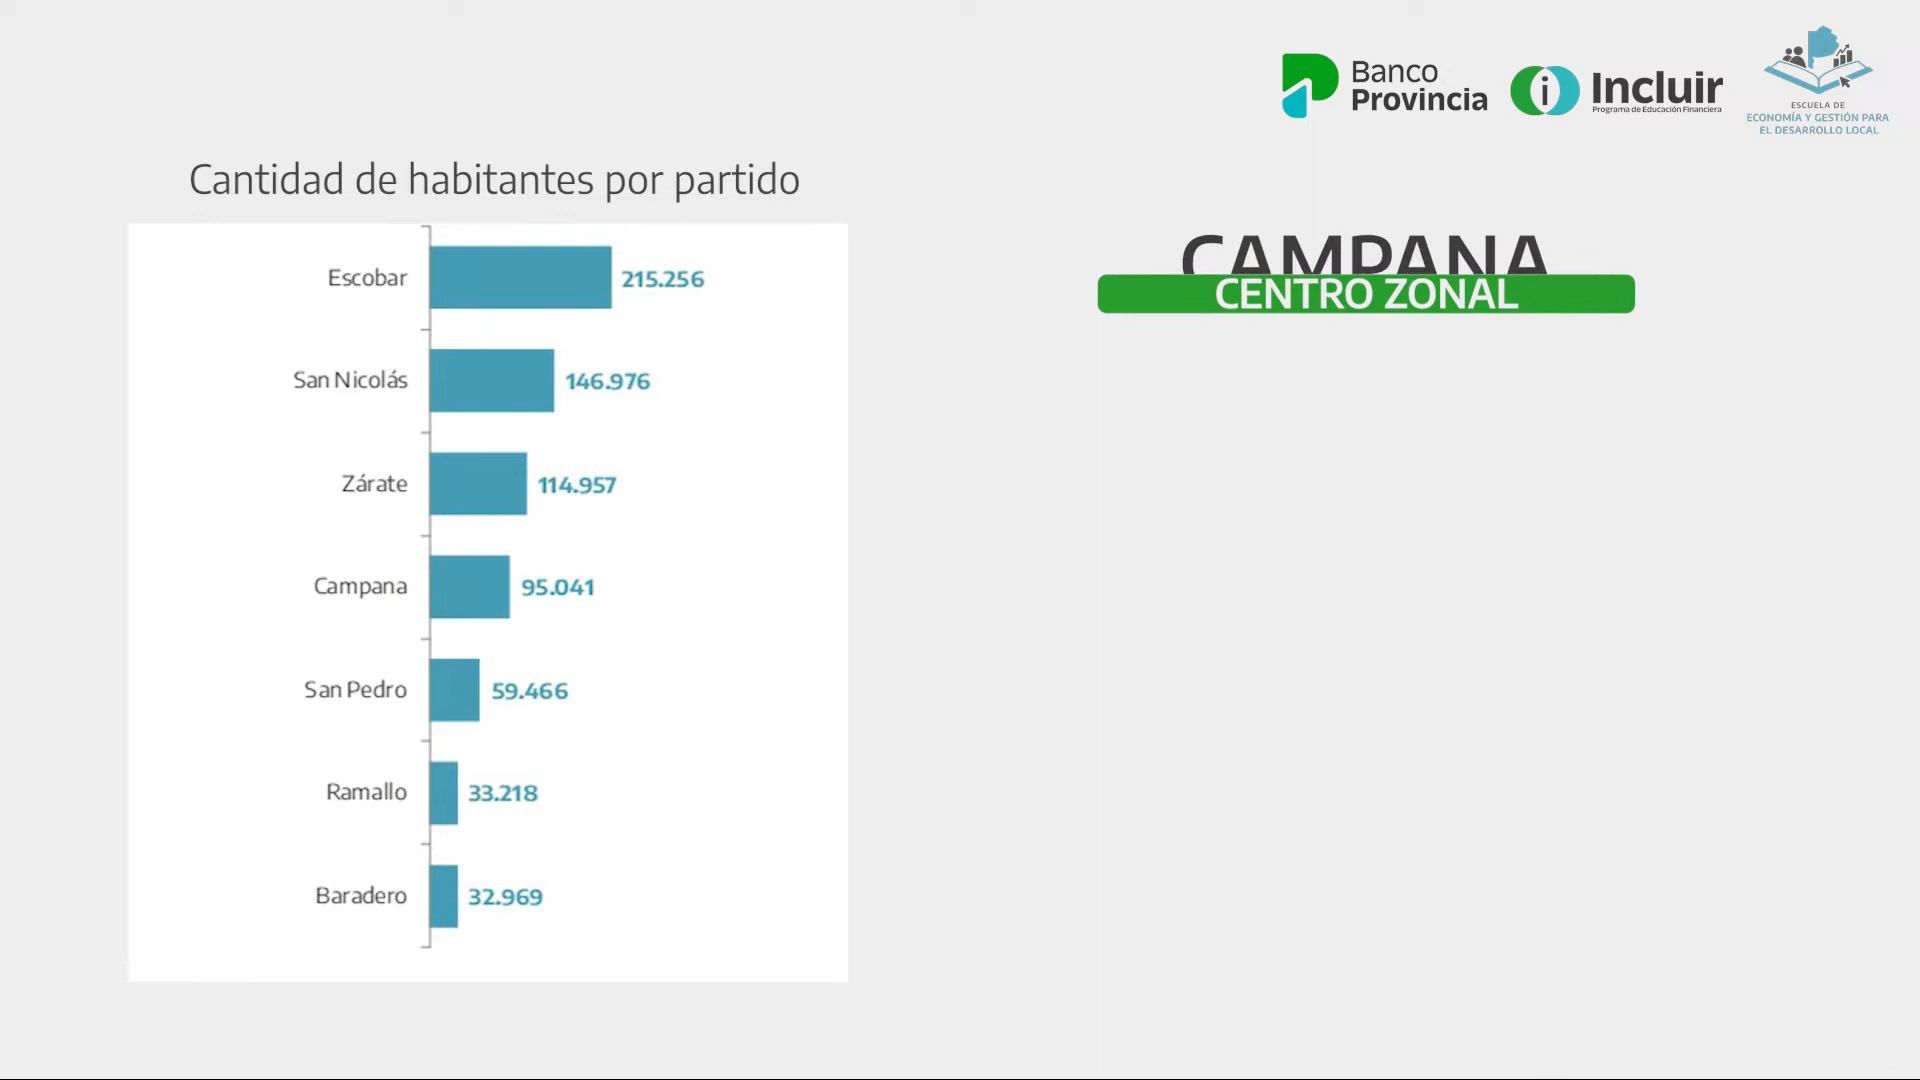 Banco
Provincia
i
Incluir
Programa de Educación Financiera
ESCUELA DE
ECONOMÍA Y GESTIÓN PARA
EL DESARROLLO LOCAL
Cantidad de habitantes por partido
Escobar 215.256
San Nicolás 146.976
Zárate 114.957
Campana 95.041
San Pedro 59.466
Ramallo 33.218
Baradero 32.969
CAMPANA
CENTRO ZONAL